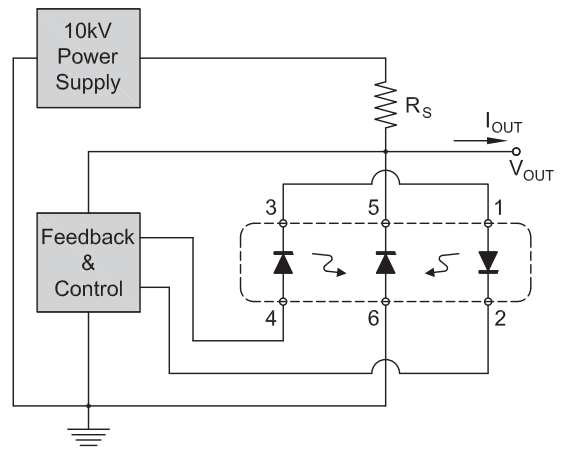 10kV
Power
Supply
R_S
I_OUT
V_OUT
3
5
1
Feedback
&
Control
4
6
2